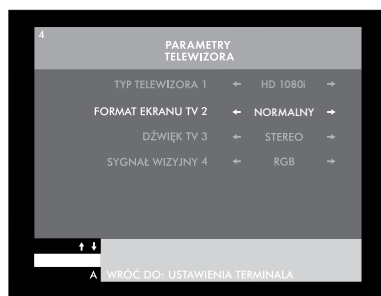 4
PARAMETRY
TELEWIZORA
TYP TELEWIZORA 1 ← HD 1080i →
FORMAT EKRANU TV 2 ← NORMALNY →
DŹWIĘK TV 3 ← STEREO →
SYGNAŁ WIZYJNY 4 ← RGB →
↑ ↓
A WRÓĆ DO: USTAWIENIA TERMINALA